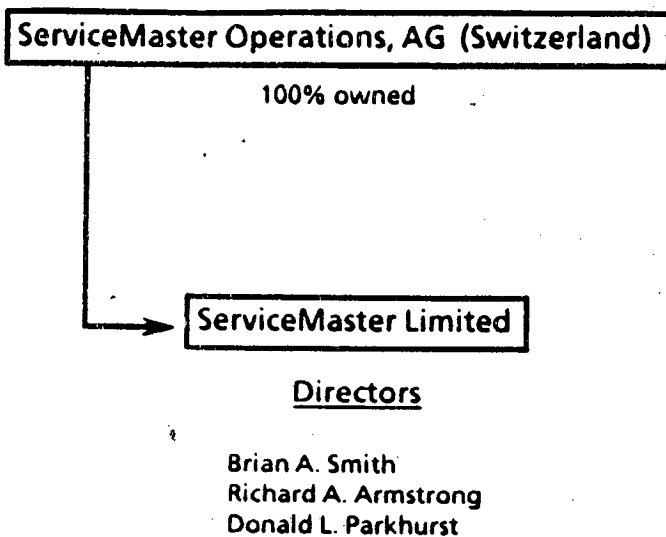 ServiceMaster Operations, AG (Switzerland)
100% owned
ServiceMaster Limited
Directors
Brian A. Smith
Richard A. Armstrong
Donald L. Parkhurst